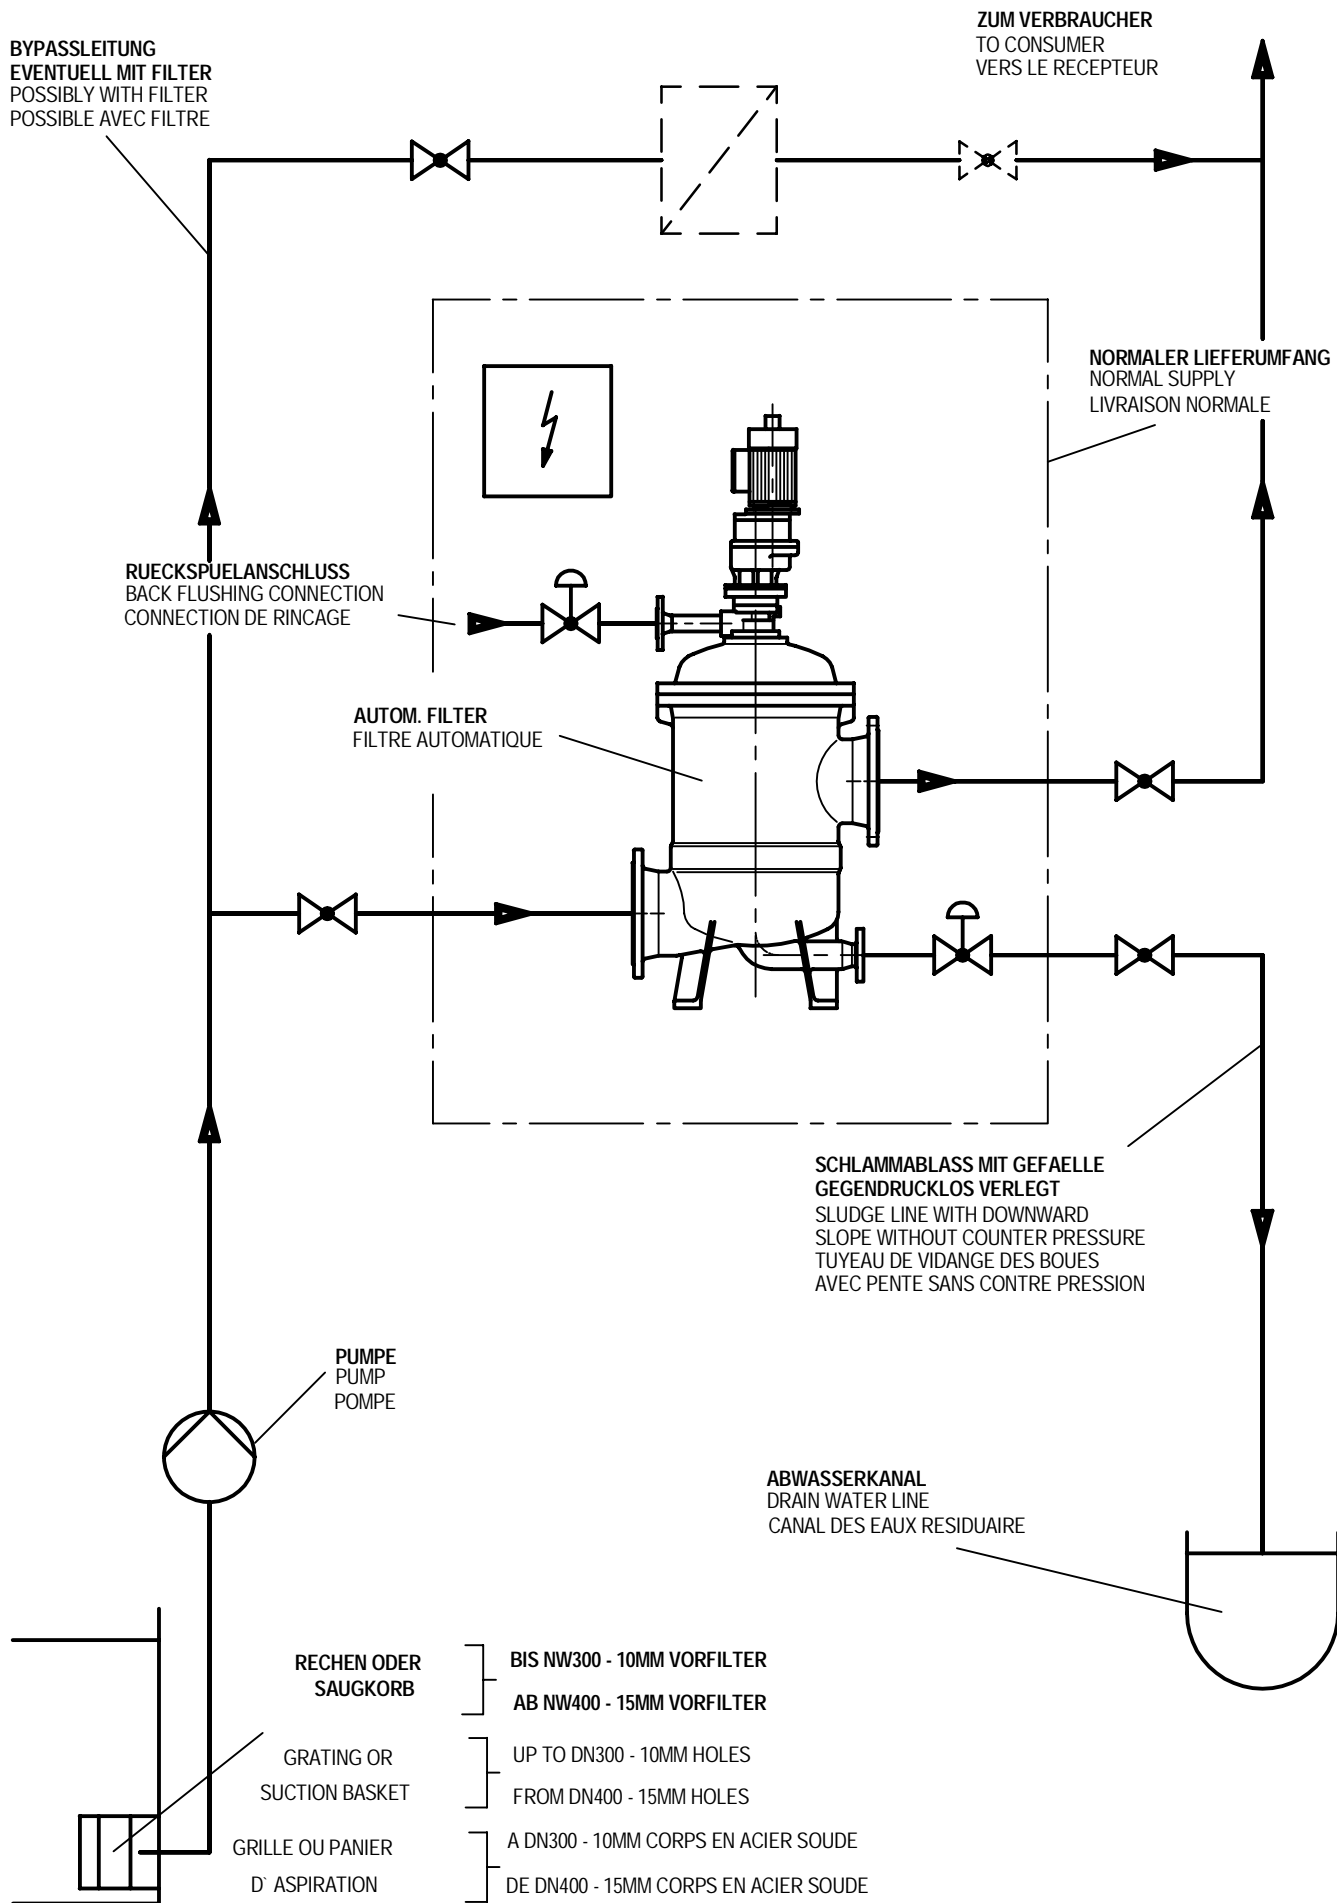 ZUM VERBRAUCHER
TO CONSUMER
VERS LE RECEPTEUR
BYPASSLEITUNG
EVENTUELL MIT FILTER
POSSIBLY WITH FILTER
POSSIBLE AVEC FILTRE
NORMALER LIEFERUMFANG
NORMAL SUPPLY
LIVRAISON NORMALE
RUECKSPUELANSCHLUSS
BACK FLUSHING CONNECTION
CONNECTION DE RINCAGE
AUTOM. FILTER
FILTRE AUTOMATIQUE
SCHLAMMABLASS MIT GEFAELLE
GEGENDRUCKLOS VERLEGT
SLUDGE LINE WITH DOWNWARD
SLOPE WITHOUT COUNTER PRESSURE
TUYEAU DE VIDANGE DES BOUES
AVEC PENTE SANS CONTRE PRESSION
PUMPE
PUMP
POMPE
ABWASSERKANAL
DRAIN WATER LINE
CANAL DES EAUX RESIDUAIRE
RECHEN ODER
SAUGKORB
BIS NW300 - 10MM VORFILTER
AB NW400 - 15MM VORFILTER
GRATING OR
SUCTION BASKET
UP TO DN300 - 10MM HOLES
FROM DN400 - 15MM HOLES
GRILLE OU PANIER
D` ASPIRATION
A DN300 - 10MM CORPS EN ACIER SOUDE
DE DN400 - 15MM CORPS EN ACIER SOUDE